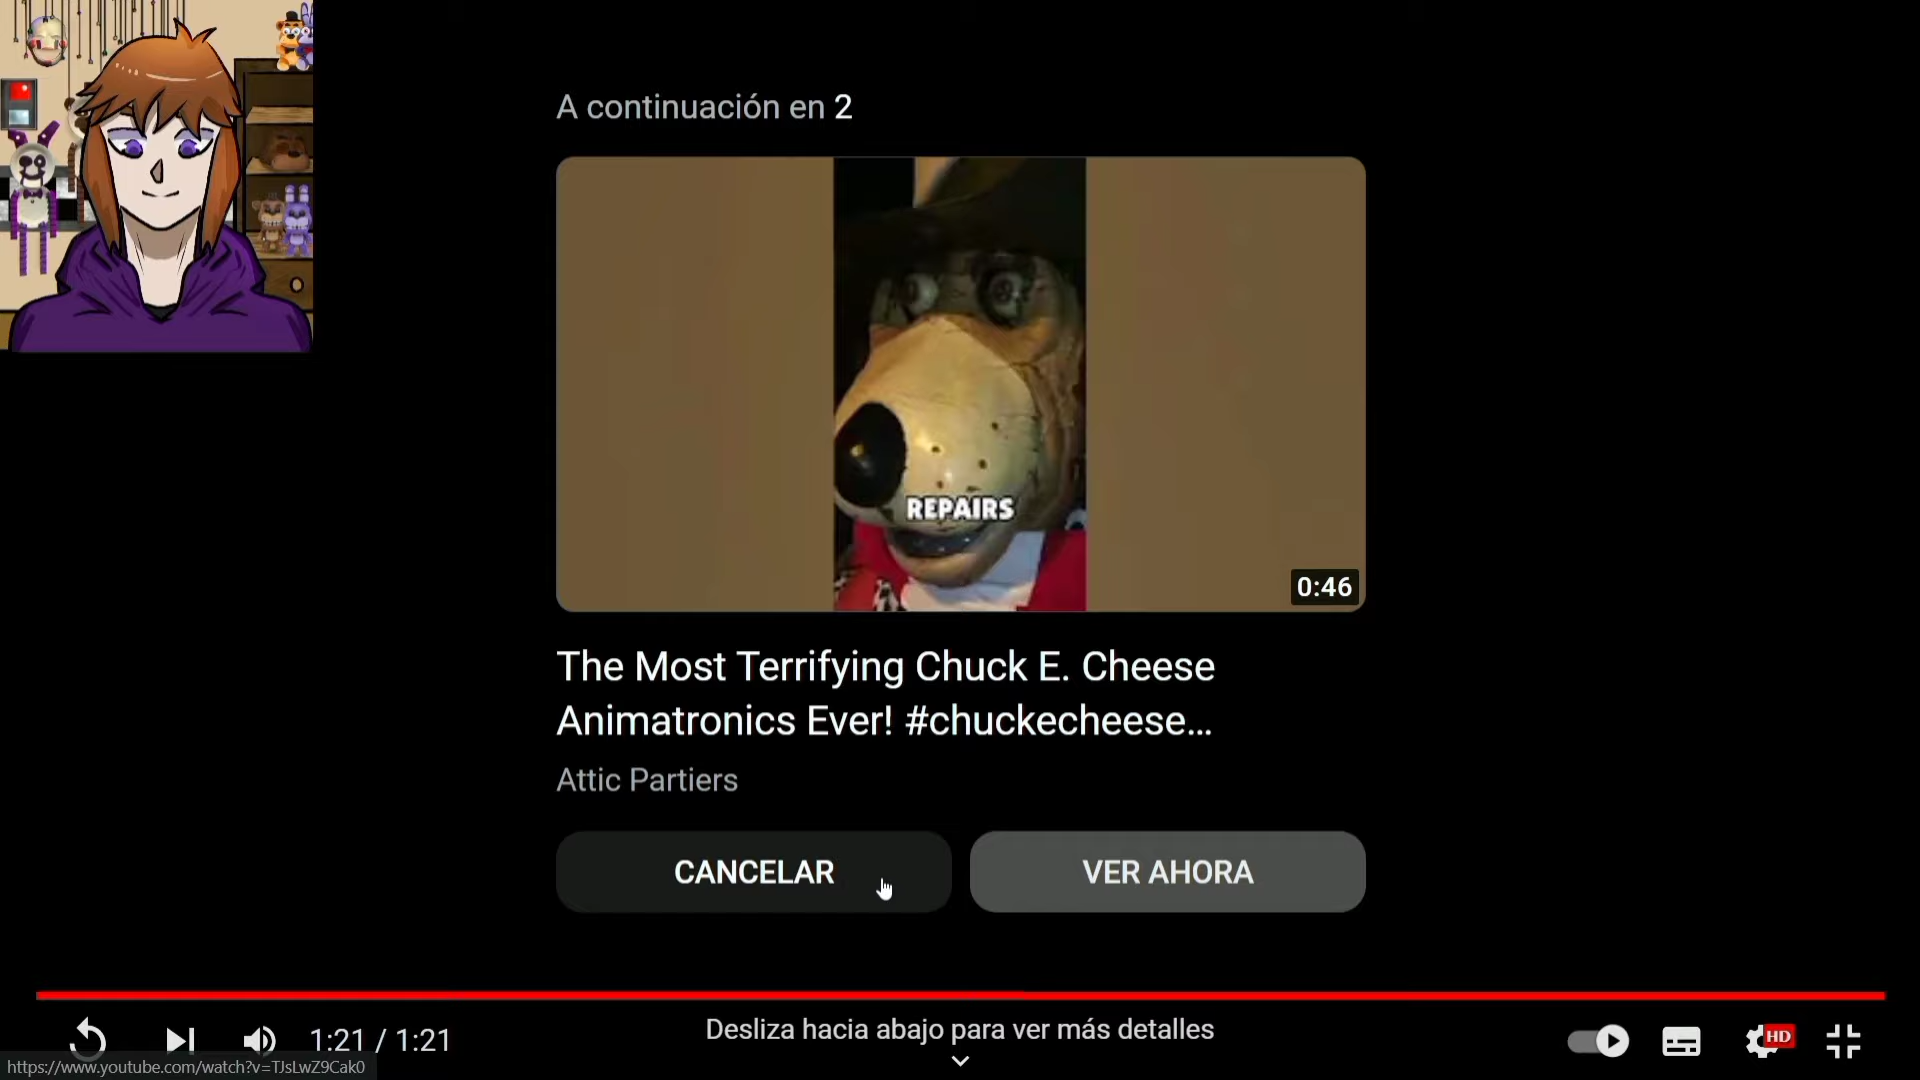 A continuación en 2
REPAIRS
0:46
The Most Terrifying Chuck E. Cheese
Animatronics Ever! #chuckecheese...
Attic Partiers
CANCELAR
VER AHORA
1:21 / 1:21
Desliza hacia abajo para ver más detalles
HD
https://www.youtube.com/watch?v=TJsLwZ9Cak0